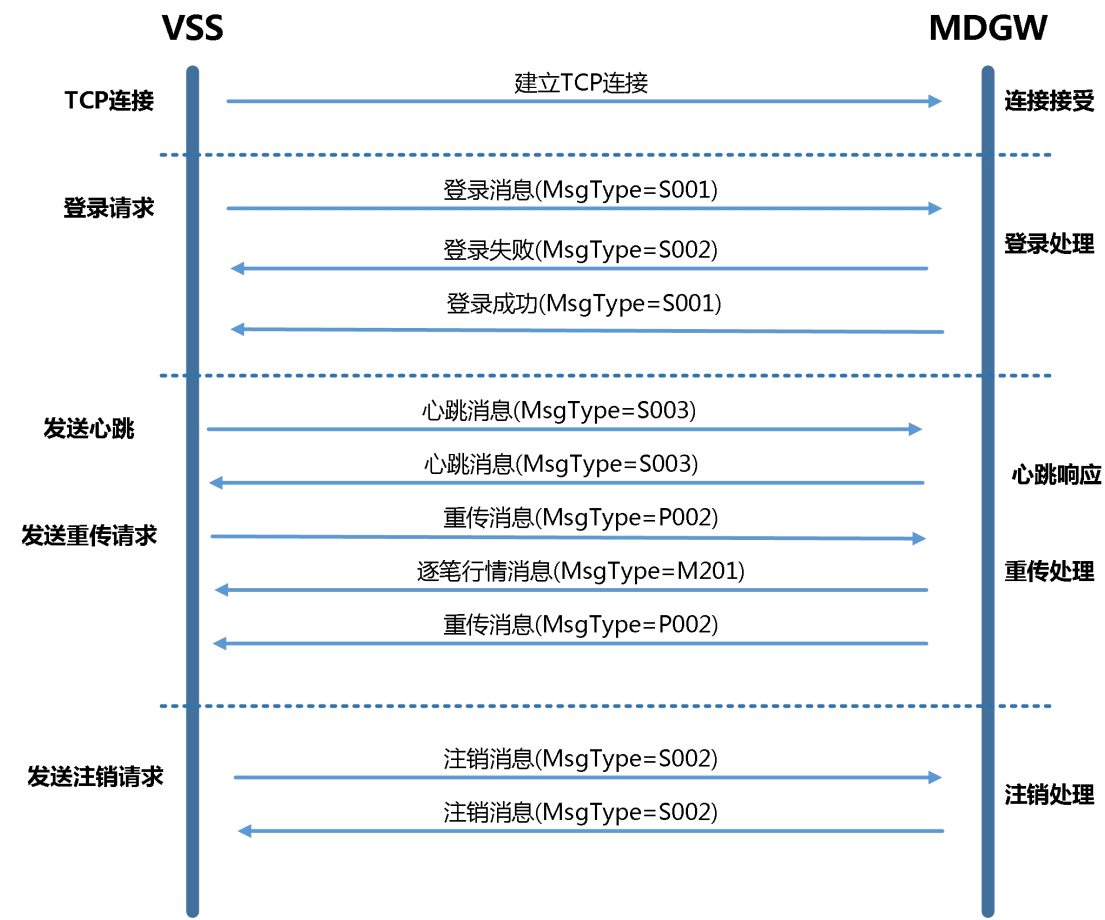 VSS
MDGW
建立TCP连接
TCP连接
连接接受
登录消息(MsgType=S001)
登录请求
登录处理
登录失败(MsgType=S002)
登录成功(MsgType=S001)
心跳消息(MsgType=S003)
发送心跳
心跳消息(MsgType=S003)
心跳响应
重传消息(MsgType=P002)
发送重传请求
逐笔行情消息(MsgType=M201)
重传处理
重传消息(MsgType=P002)
注销消息(MsgType=S002)
发送注销请求
注销处理
注销消息(MsgType=S002)